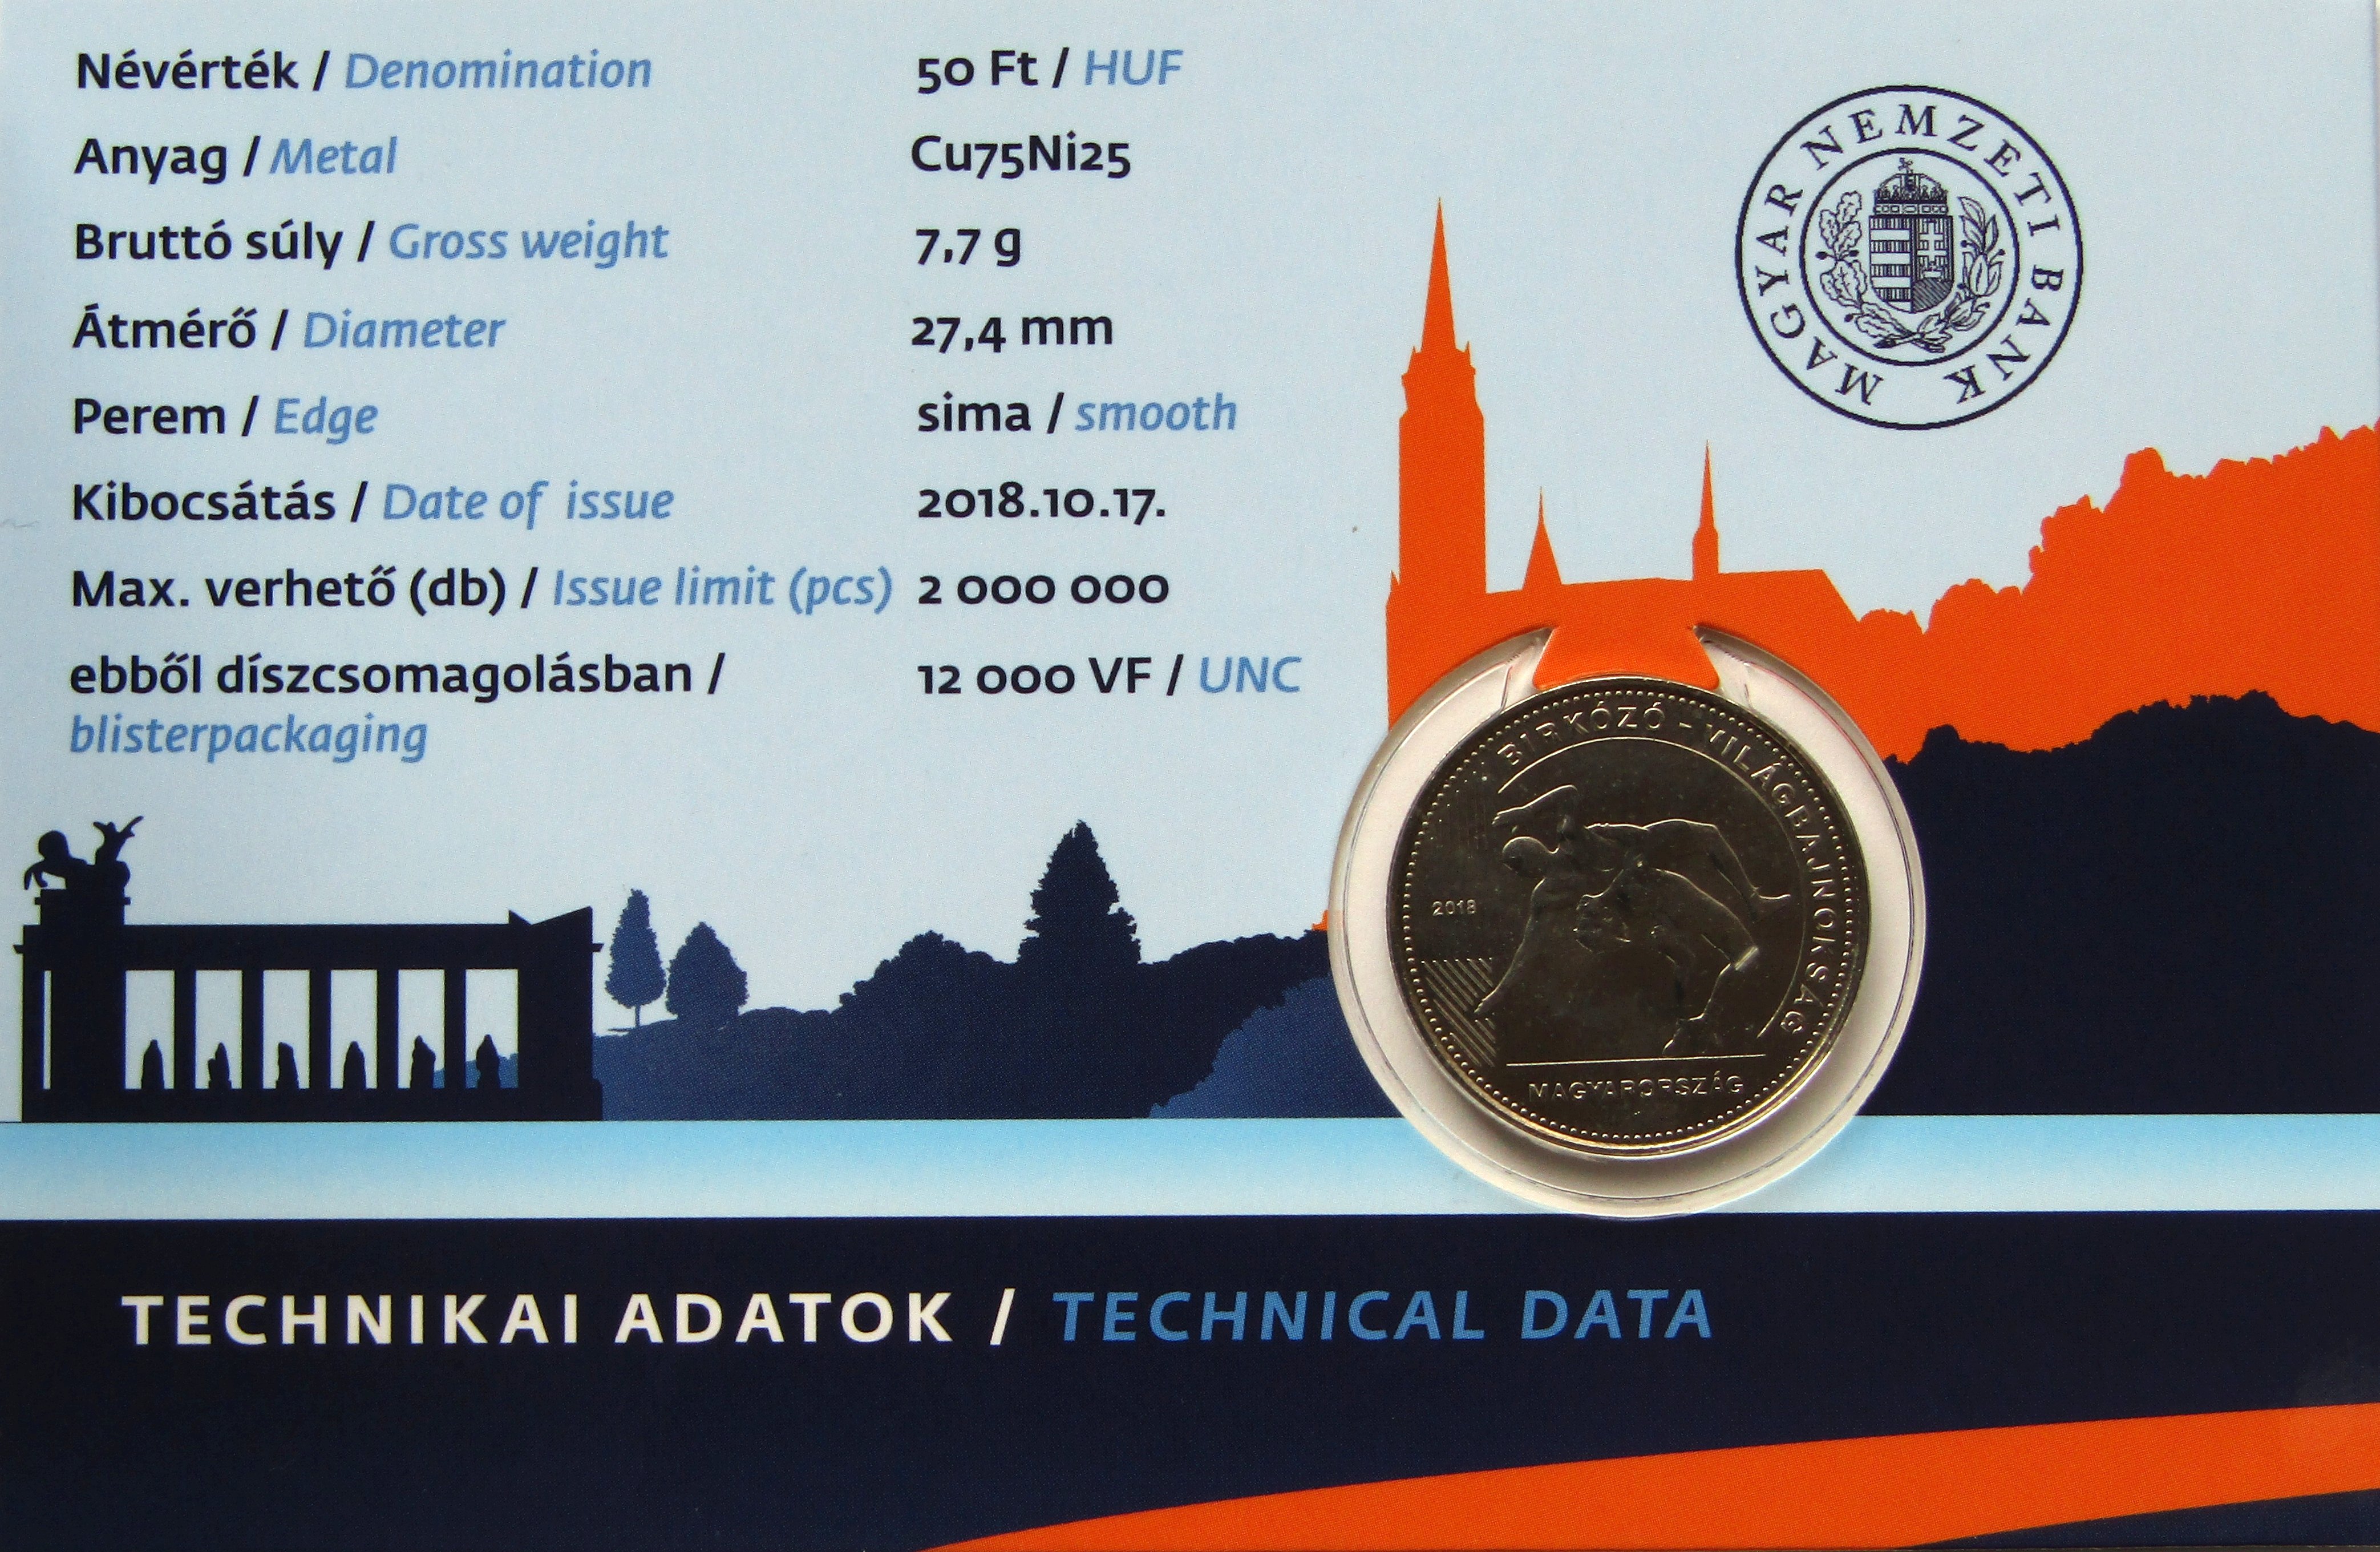 Névérték / Denomination 50 Ft / HUF
Anyag / Metal Cu75Ni25
Bruttó súly / Gross weight 7,7 g
Átmérő / Diameter 27,4 mm
Perem / Edge sima / smooth
Kibocsátás / Date of issue 2018.10.17.
Max. verhető (db) / Issue limit (pcs) 2 000 000
ebből díszcsomagolásban / 12 000 VF / UNC
blisterpackaging
MAGYAR NEMZETI BANK
BIRKÓZÓ - VILÁGBAJNOKSÁG
2018
MAGYARORSZÁG
TECHNIKAI ADATOK / TECHNICAL DATA